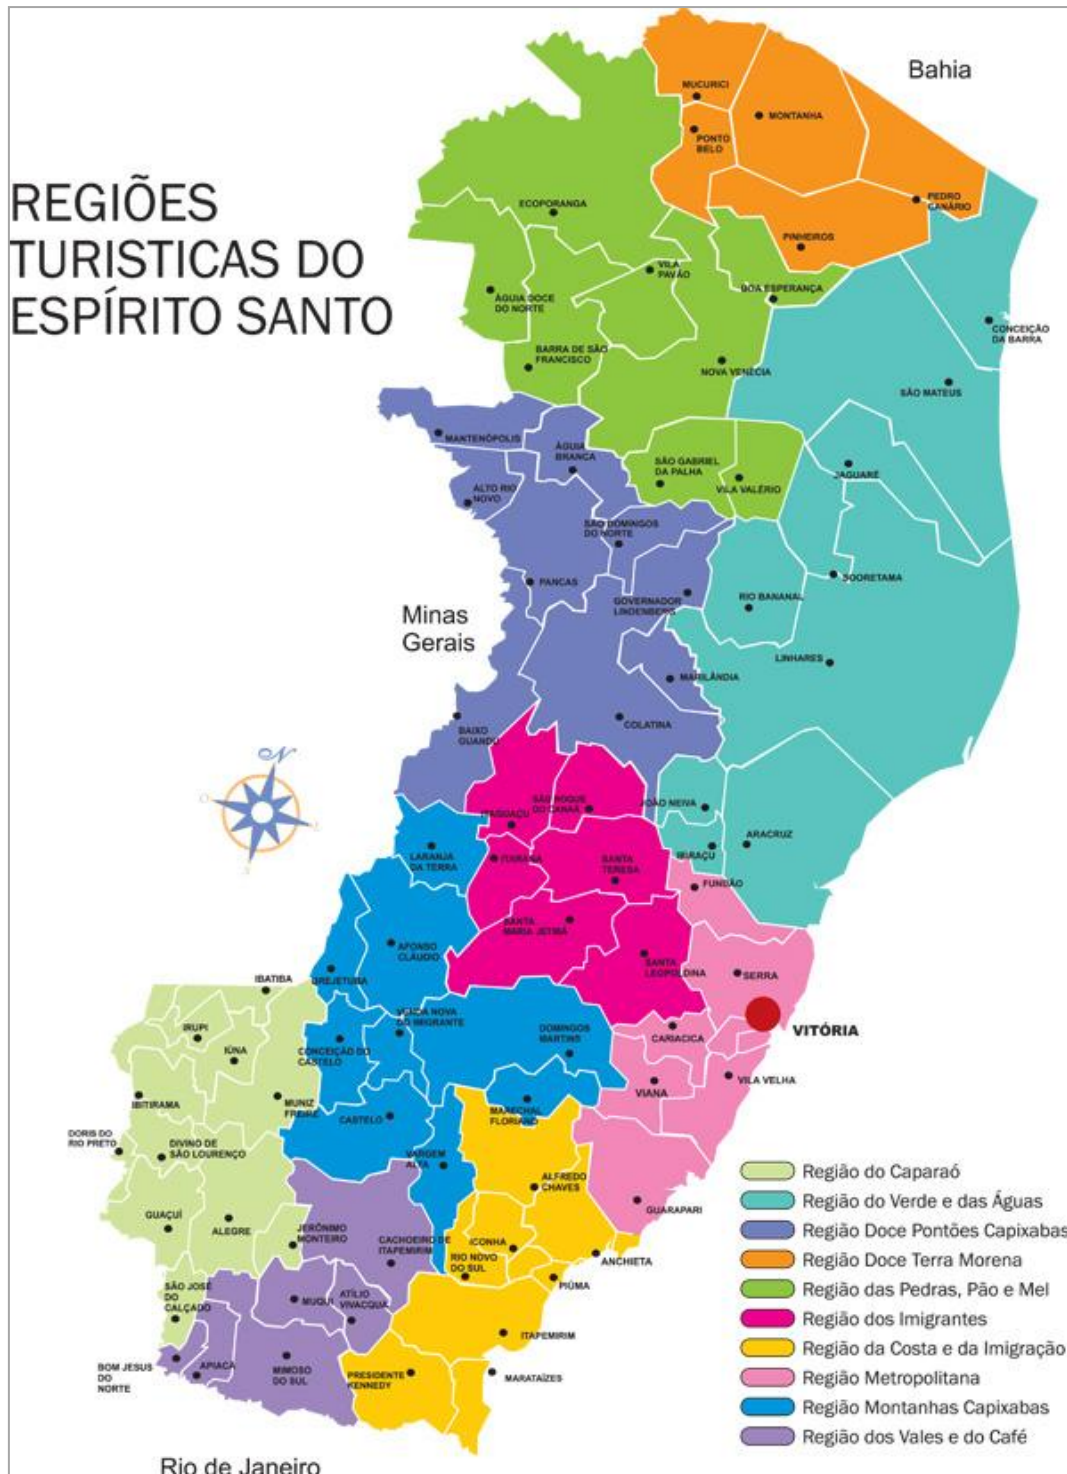 REGIÕES
TURISTICAS DO
ESPÍRITO SANTO
Bahia
MUCURICI
MONTANHA
PONTO
BELO
PEDRO
CANÁRIO
ECOPORANGA
PINHEIROS
VILA
PAVÃO
BOA ESPERANÇA
ÁGUIA DOCE
DO NORTE
CONCEIÇÃO
DA BARRA
BARRA DE SÃO
FRANCISCO
NOVA VENÉCIA
SÃO MATEUS
MANTENÓPOLIS
ÁGUIA
BRANCA
SÃO GABRIEL
DA PALHA
VILA VALÉRIO
JAGUARÉ
ALTO RIO
NOVO
SÃO DOMINGOS
DO NORTE
PANCAS
SOORETAMA
GOVERNADOR
LINDENBERG
RIO BANANAL
Minas
Gerais
LINHARES
MARILÂNDIA
BAIXO
GUANDU
COLATINA
N
O
L
S
ITAGUAÇU
SÃO ROQUE
DO CANAÃ
JOÃO NEIVA
LARANJA
DA TERRA
ITARANA
SANTA
TERESA
IBIRAÇU
ARACRUZ
FUNDÃO
SANTA
MARIA JETIBÁ
AFONSO
CLÁUDIO
BREJETUBA
SANTA
LEOPOLDINA
SERRA
IBATIBA
VENDA NOVA
DO IMIGRANTE
DOMINGOS
MARTINS
VITÓRIA
IRUPI
IÚNA
CONCEIÇÃO DO
CASTELO
CARIACICA
VILA VELHA
VIANA
IBITIRAMA
MUNIZ
FREIRE
CASTELO
MARECHAL
FLORIANO
DORIS DO
RIO PRETO
DIVINO DE
SÃO LOURENÇO
VARGEM
ALTA
ALFREDO
CHAVES
GUARAPARI
GUAÇUÍ
ALEGRE
JERÔNIMO
MONTEIRO
CACHOEIRO DE
ITAPEMIRIM
ICONHA
RIO NOVO
DO SUL
ANCHIETA
PIÚMA
SÃO JOSÉ
DO
CALÇADO
MUQUI
ATÍLIO
VIVACQUA
ITAPEMIRIM
BOM JESUS
DO
NORTE
APIACÁ
MIMOSO
DO SUL
PRESIDENTE
KENNEDY
MARATAÍZES
Rio de Janeiro
Região do Caparaó
Região do Verde e das Águas
Região Doce Pontões Capixabas
Região Doce Terra Morena
Região das Pedras, Pão e Mel
Região dos Imigrantes
Região da Costa e da Imigração
Região Metropolitana
Região Montanhas Capixabas
Região dos Vales e do Café